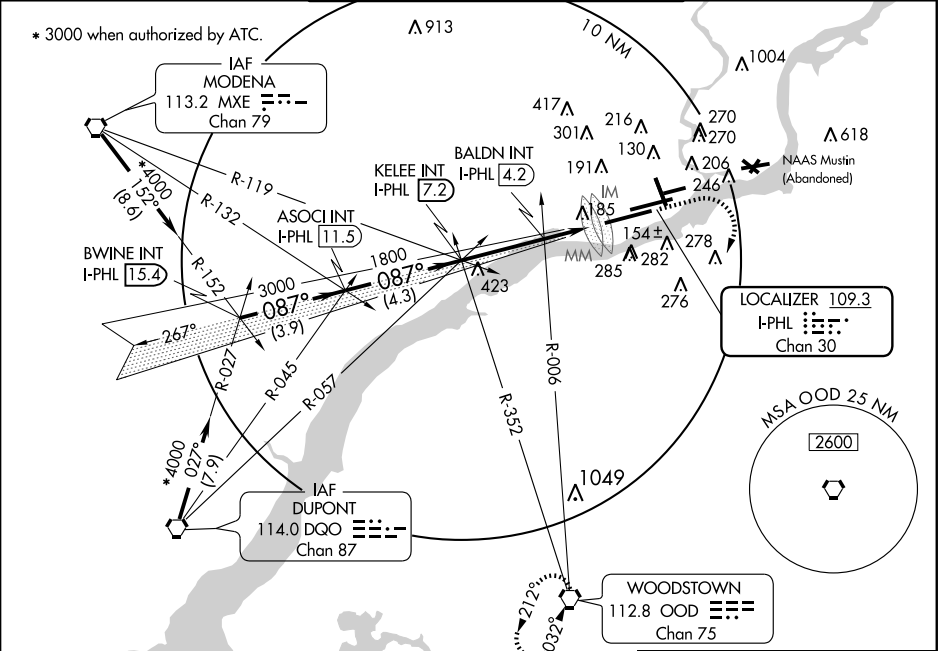 * 3000 when authorized by ATC.
IAF
MODENA
113.2 MXE
Chan 79
913
10 NM
1004
417
301
216
130
270
270
618
191
206
246
NAAS Mustin
(Abandoned)
KELEE INT
I-PHL 7.2
BALDN INT
I-PHL 4.2
IM
185
MM
154±
285
282
278
276
*4000
152°
(8.6)
R-119
R-132
R-152
ASOCI INT
I-PHL 11.5
BWINE INT
I-PHL 15.4
3000
087°
(3.9)
1800
087°
(4.3)
423
267°
R-027
R-045
R-057
R-352
R-006
LOCALIZER 109.3
I-PHL
Chan 30
MSA OOD 25 NM
2600
*4000
027°
(7.9)
IAF
DUPONT
114.0 DQO
Chan 87
1049
212°
032°
WOODSTOWN
112.8 OOD
Chan 75